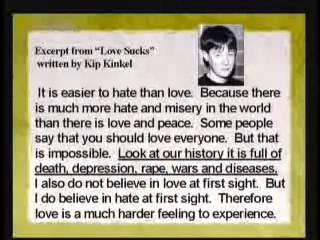 Excerpt from "Love Sucks"
written by Kip Kinkel
It is easier to hate than love. Because there
is much more hate and misery in the world
than there is love and peace. Some people
say that you should love everyone. But that
is impossible. Look at our history it is full of
death, depression, rape, wars and diseases.
I also do not believe in love at first sight. But
I do believe in hate at first sight. Therefore
love is a much harder feeling to experience.